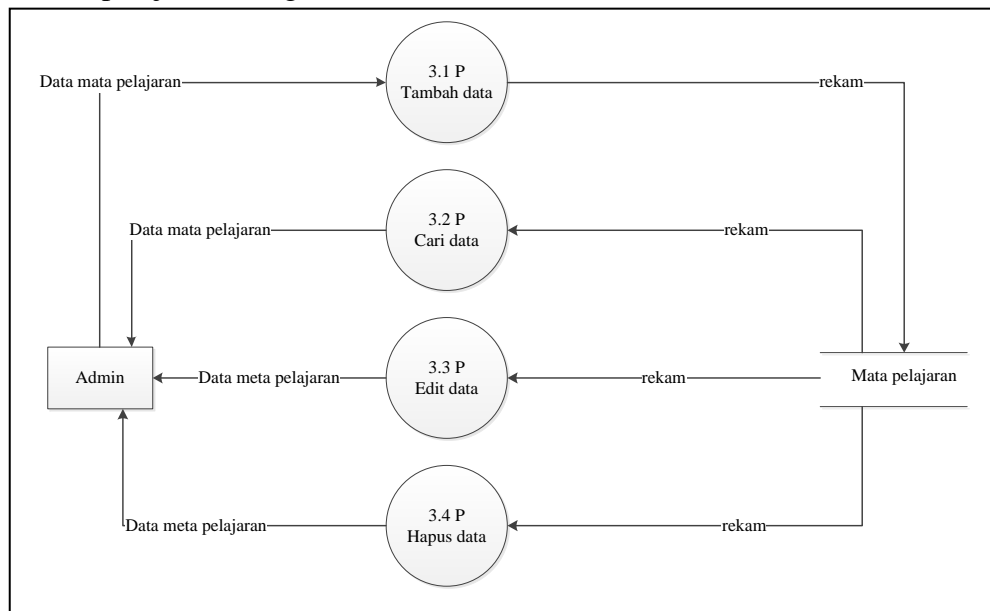 Data mata pelajaran
3.1 P
Tambah data
rekam
Data mata pelajaran
3.2 P
Cari data
rekam
Admin
Data meta pelajaran
3.3 P
Edit data
rekam
Mata pelajaran
Data meta pelajaran
3.4 P
Hapus data
rekam